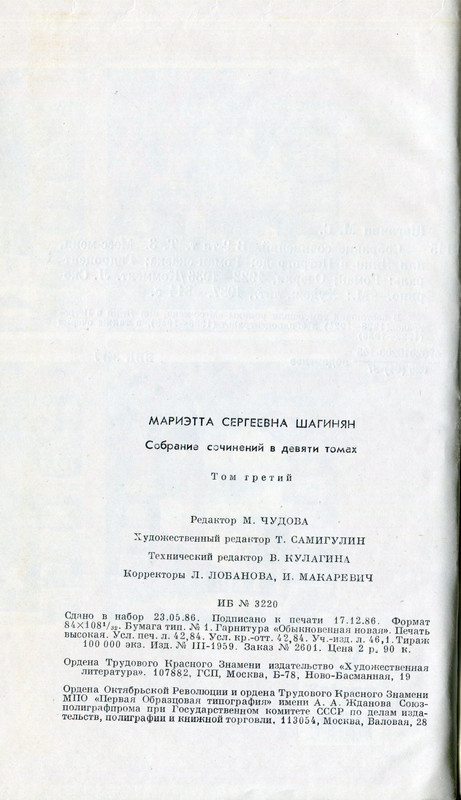 МАРИЭТТА СЕРГЕЕВНА ШАГИНЯН
Собрание сочинений в девяти томах
Том третий
Редактор М. ЧУДОВА
Художественный редактор Т. САМИГУЛИН
Технический редактор В. КУЛАГИНА
Корректоры Л. ЛОБАНОВА, И. МАКАРЕВИЧ
ИБ № 3220
Сдано в набор 23.05.86. Подписано к печати 17.12.86. Формат
84×108¹/₃₂. Бумага тип. № 1. Гарнитура «Обыкновенная новая». Печать
высокая. Усл. печ. л. 42,84. Усл. кр.-отт. 42,84. Уч.-изд. л. 46,1. Тираж
100 000 экз. Изд. № III-1959. Заказ № 2601. Цена 2 р. 90 к.
Ордена Трудового Красного Знамени издательство «Художественная
литература». 107882, ГСП, Москва, Б-78, Ново-Басманная, 19
Ордена Октябрьской Революции и ордена Трудового Красного Знамени
МПО «Первая Образцовая типография» имени А. А. Жданова Союз-
полиграфпрома при Государственном комитете СССР по делам изда-
тельств, полиграфии и книжной торговли, 113054, Москва, Валовая, 28